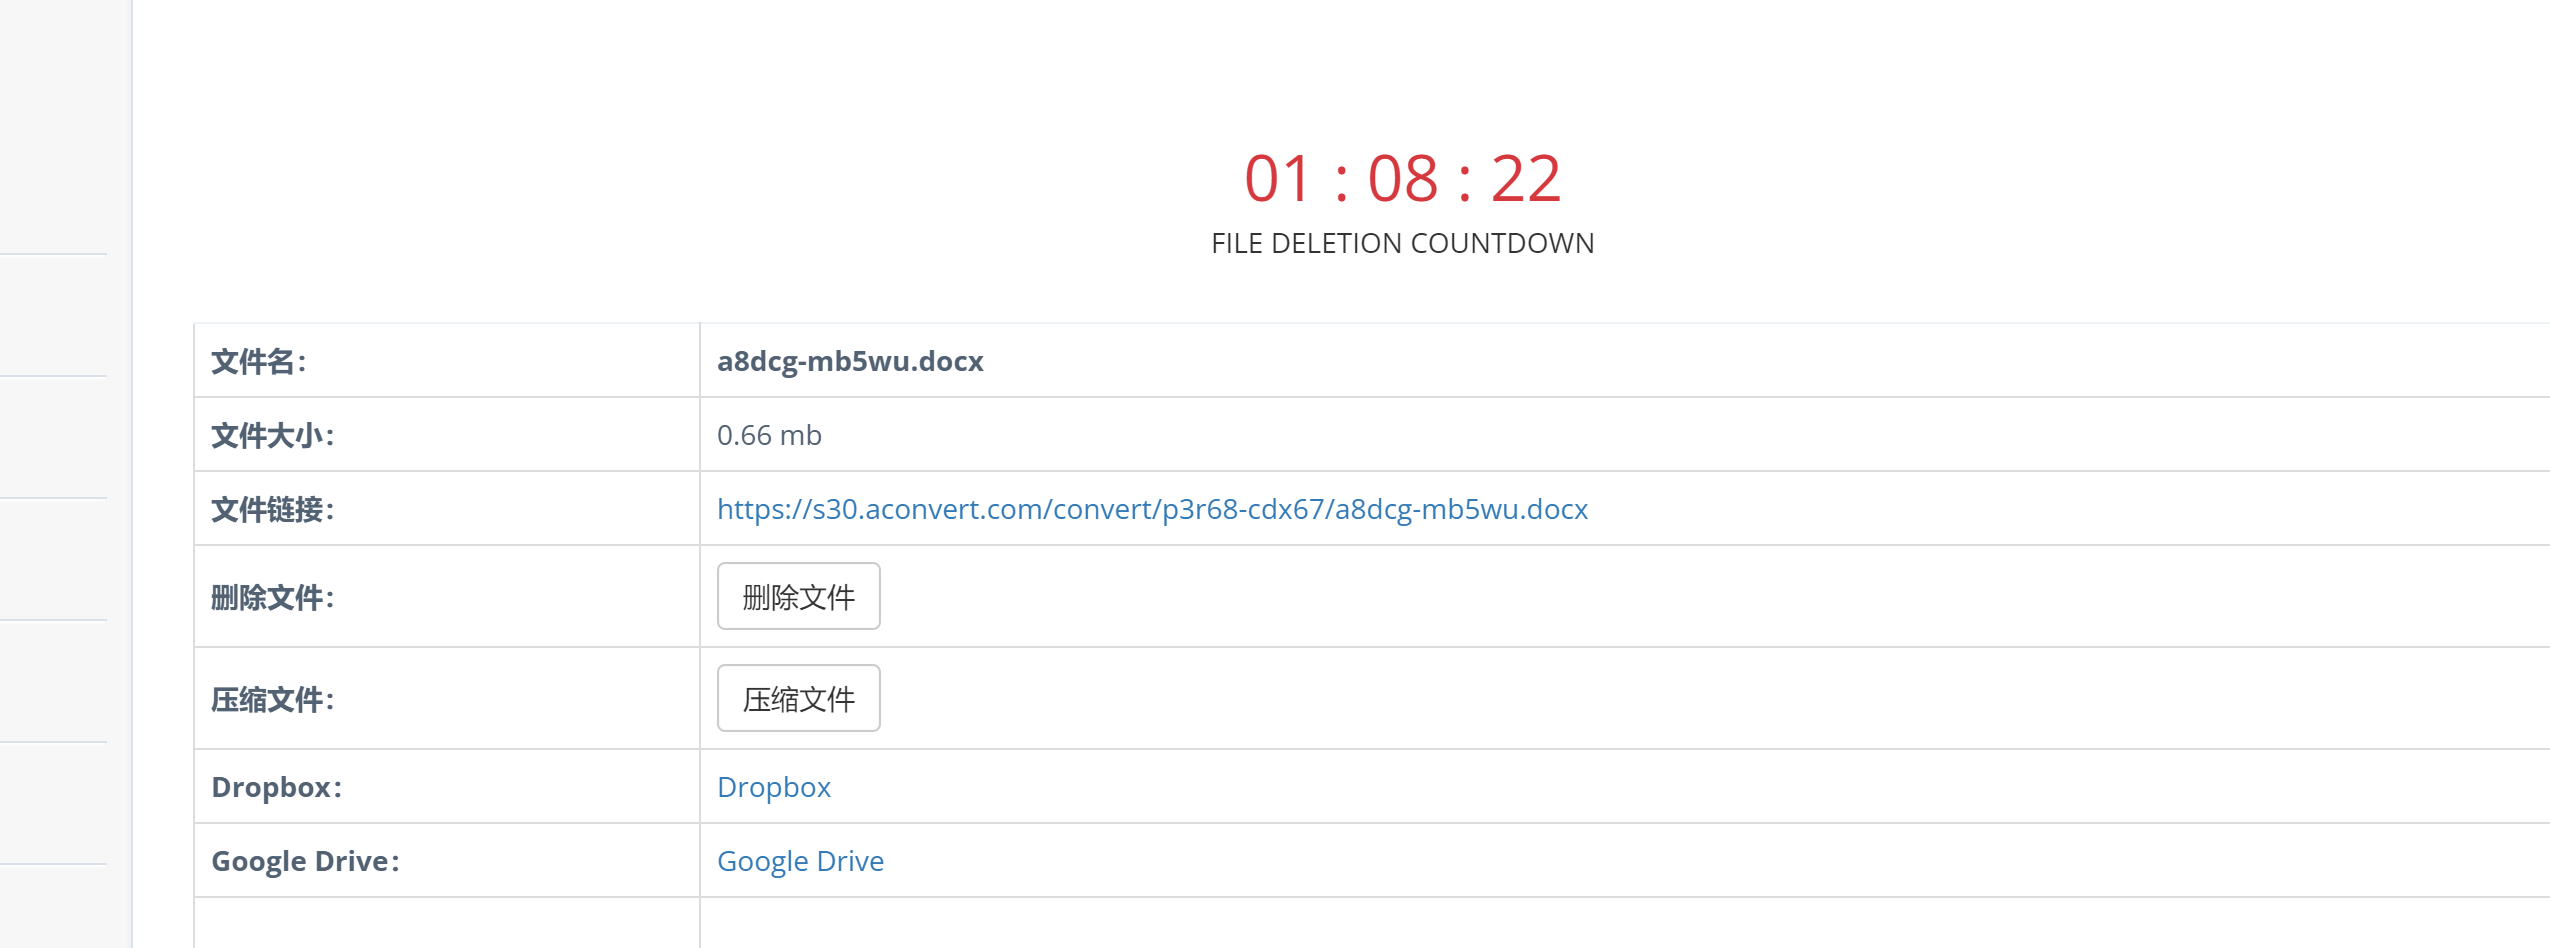 01 : 08 : 22
FILE DELETION COUNTDOWN
文件名： a8dcg-mb5wu.docx
文件大小： 0.66 mb
文件链接： https://s30.aconvert.com/convert/p3r68-cdx67/a8dcg-mb5wu.docx
删除文件： 删除文件
压缩文件： 压缩文件
Dropbox： Dropbox
Google Drive： Google Drive